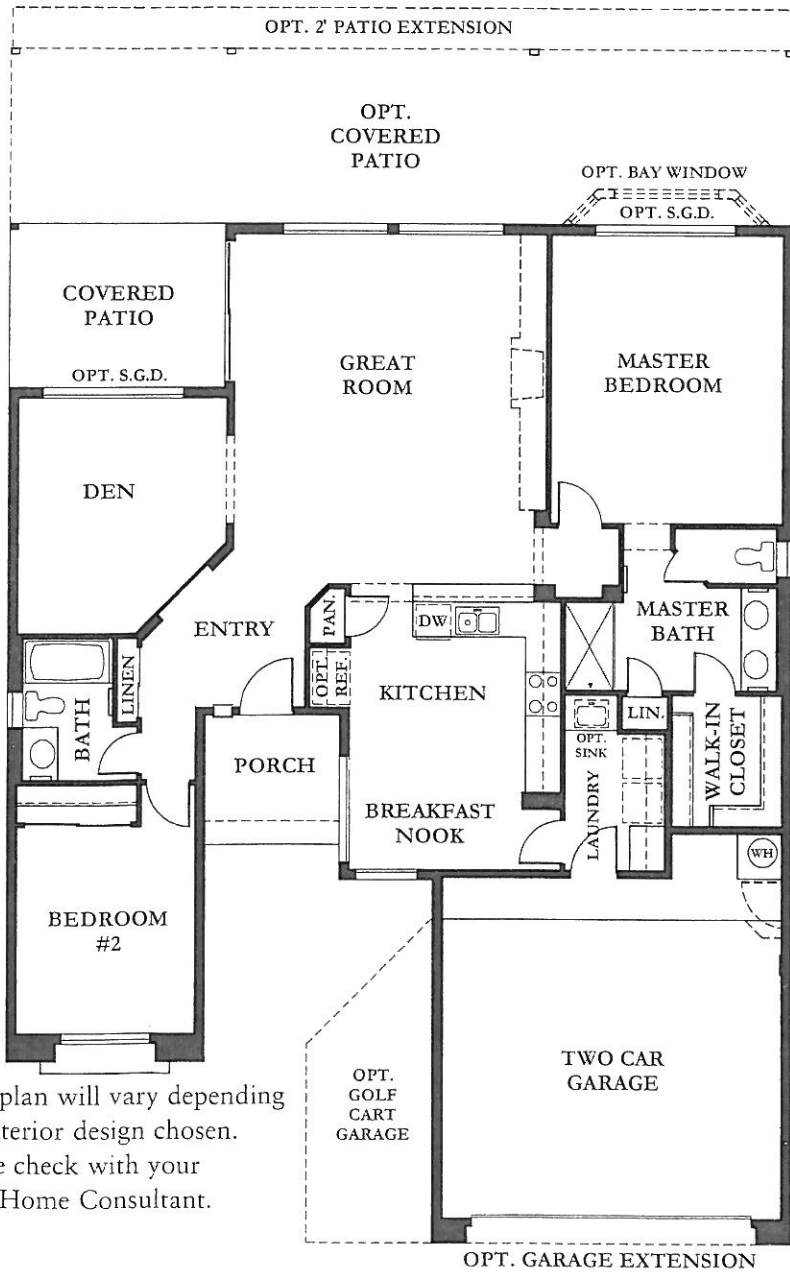 OPT. 2' PATIO EXTENSION
OPT.
COVERED
PATIO
OPT. BAY WINDOW
OPT. S.G.D.
COVERED
PATIO
OPT. S.G.D.
GREAT
ROOM
MASTER
BEDROOM
DEN
ENTRY
PAN.
DW
MASTER
BATH
LINEN
OPT.
REF.
KITCHEN
BATH
LIN.
OPT.
SINK
WALK-IN
CLOSET
PORCH
LAUNDRY
BREAKFAST
NOOK
WH
BEDROOM
#2
TWO CAR
GARAGE
OPT.
GOLF
CART
GARAGE
plan will vary depending
terior design chosen.
e check with your
Home Consultant.
OPT. GARAGE EXTENSION